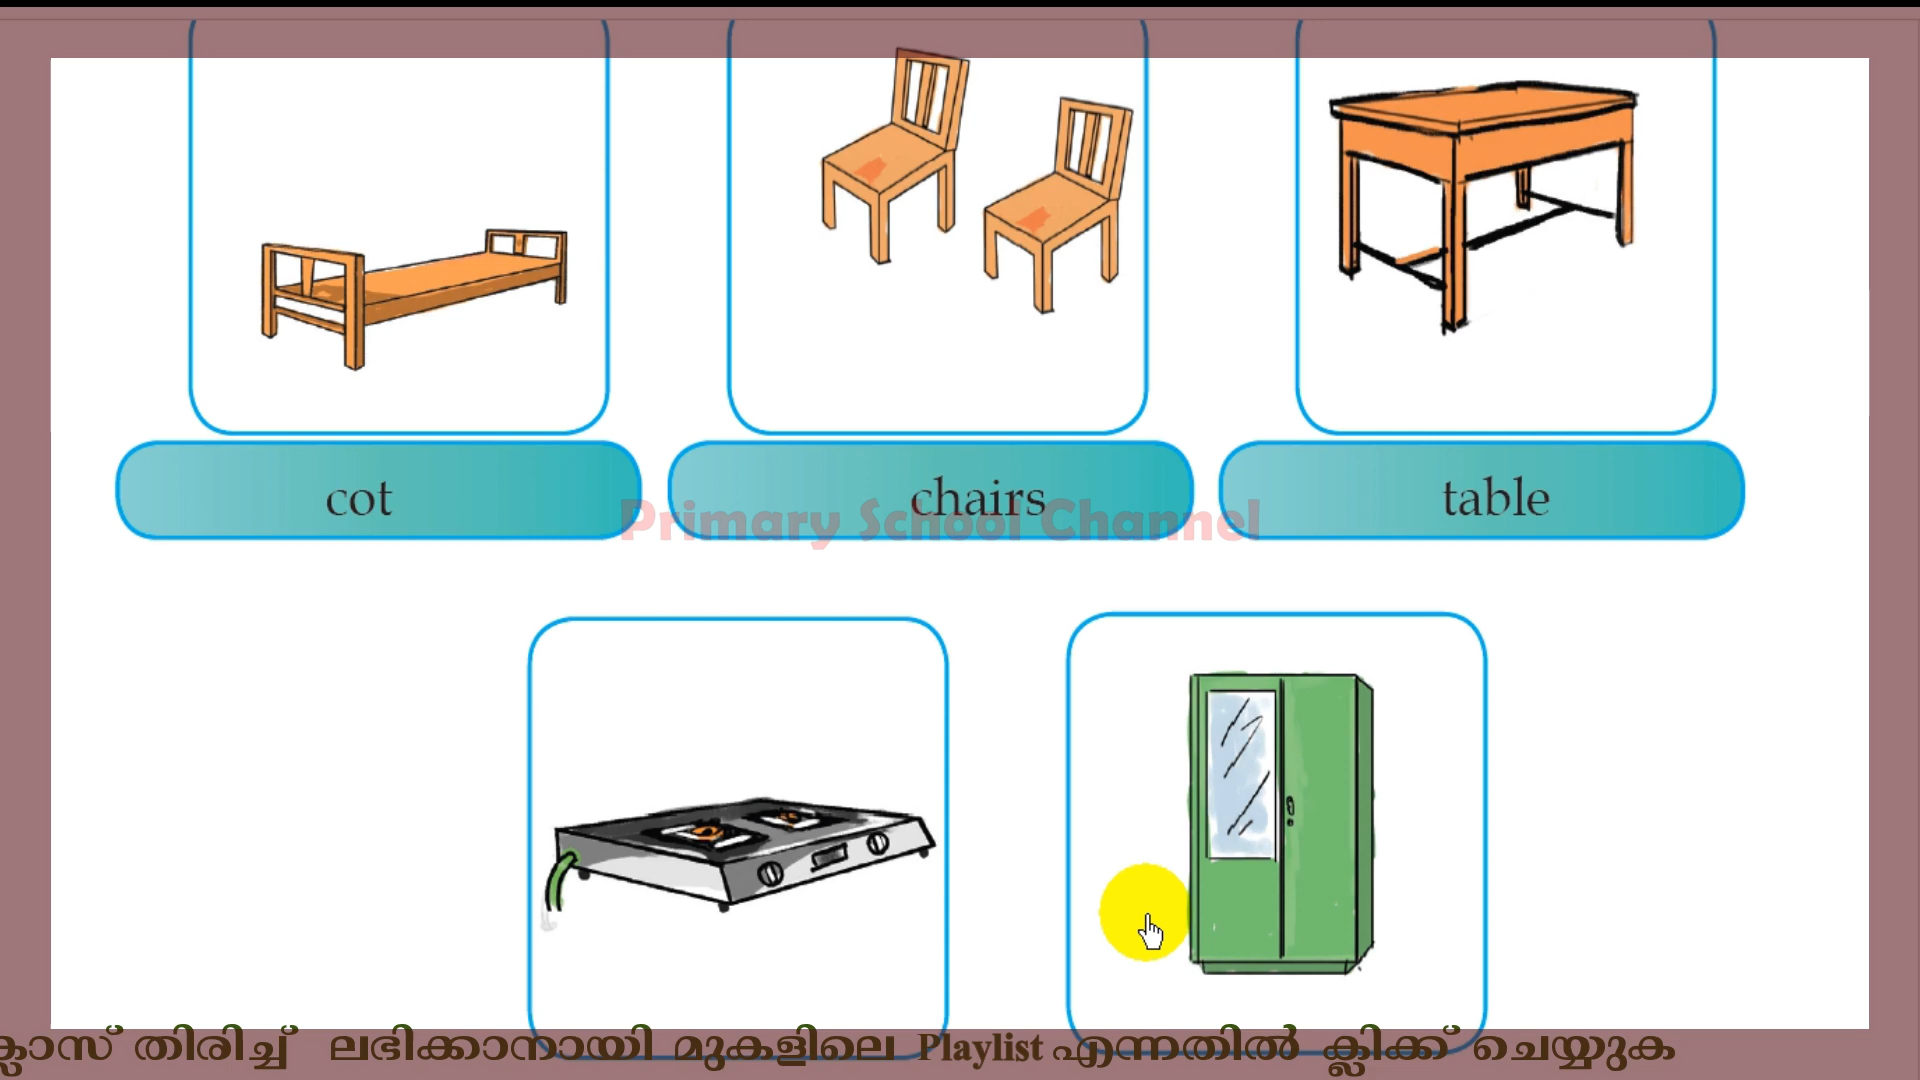 cot
chairs
table
Primary School Channel
ക്ലാസ് തിരിച്ച് ലഭിക്കാനായി മുകളിലെ Playlist എന്നതിൽ ക്ലിക്ക് ചെയ്യുക